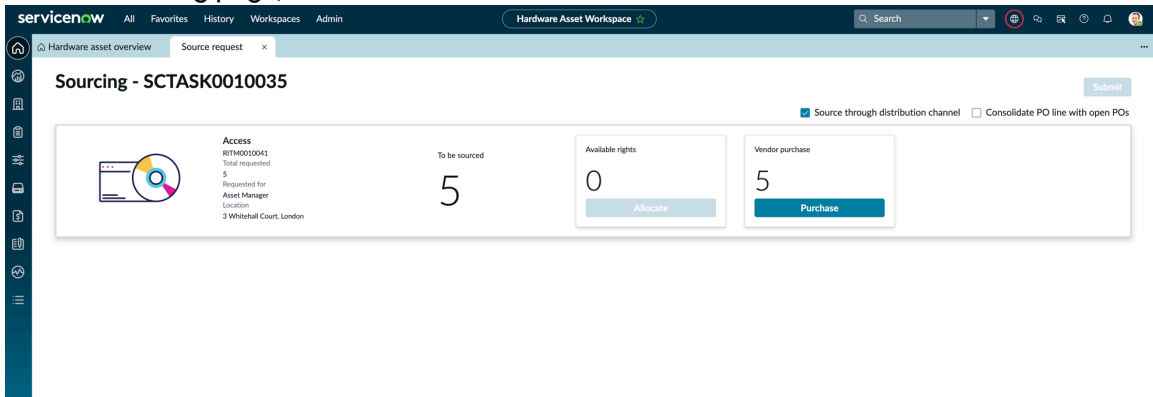 servicenow All Favorites History Workspaces Admin Hardware Asset Workspace Search
Hardware asset overview Source request ×
Sourcing - SCTASK0010035
Submit
Source through distribution channel Consolidate PO line with open POs
Access
RITM0010041
Total requested
5
Requested for
Asset Manager
Location
3 Whitehall Court, London
To be sourced
5
Available rights
0
Allocate
Vendor purchase
5
Purchase